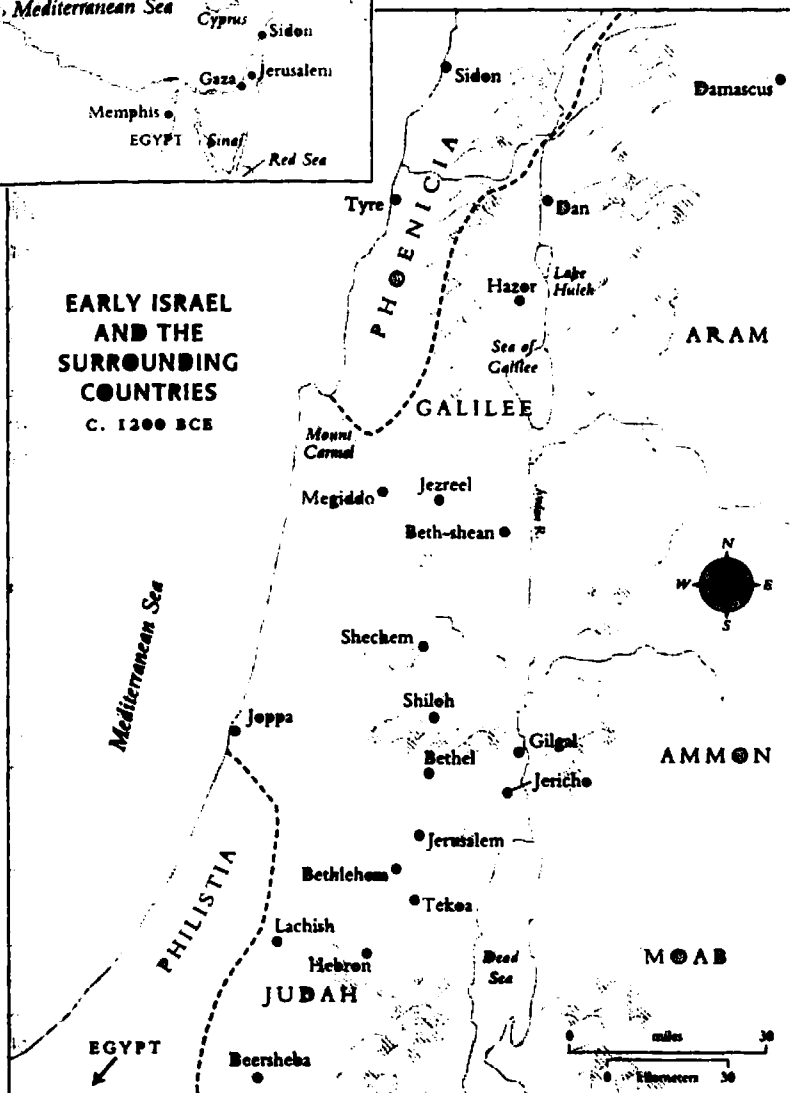 Mediterranean Sea
Cyprus
Sidon
Gaza
Jerusalem
Memphis
EGYPT
Sinai
Red Sea
Sidon
Damascus
PHOENICIA
Tyre
Dan
Lake
Huleh
Hazor
EARLY ISRAEL
AND THE
SURROUNDING
COUNTRIES
C. 1200 BCE
Sea of
Galilee
ARAM
GALILEE
Mount
Carmel
Megiddo
Jezreel
Jordan R.
Beth-shean
N
W
E
S
Mediterranean Sea
Shechem
Shiloh
Joppa
Gilgal
Bethel
AMMON
Jericho
Jerusalem
PHILISTIA
Bethlehem
Tekoa
Lachish
Hebron
Dead
Sea
MOAB
JUDAH
0 miles 30
EGYPT
Beersheba
0 Kilometers 30